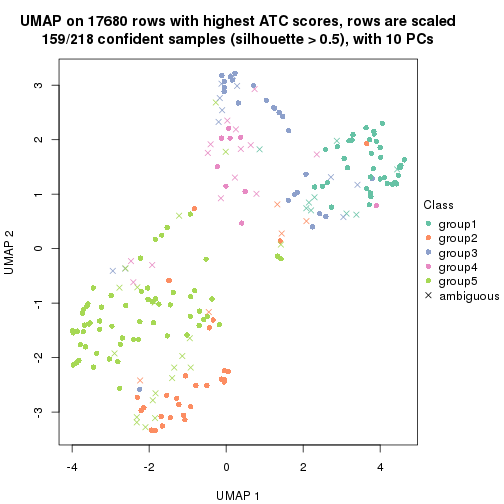 UMAP on 17680 rows with highest ATC scores, rows are scaled
159/218 confident samples (silhouette > 0.5), with 10 PCs
3
2
1
0
-1
-2
-3
UMAP 2
-4
-2
0
2
4
UMAP 1
Class
group1
group2
group3
group4
group5
ambiguous